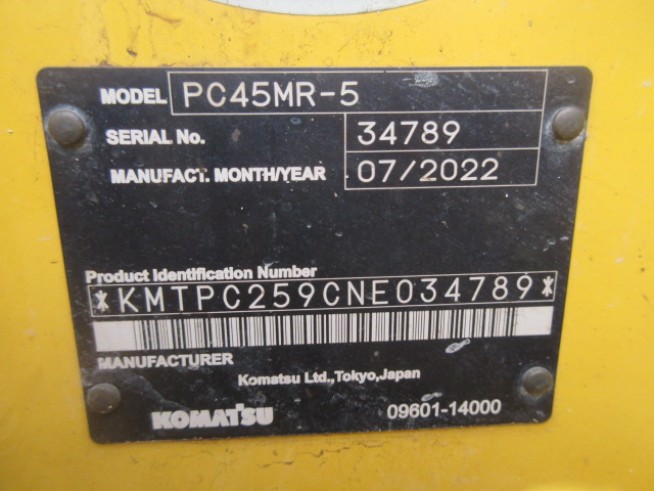 MODEL PC45MR-5
SERIAL No. 34789
MANUFACT. MONTH/YEAR 07/2022
Product Identification Number
*KMTPC259CNE034789*
MANUFACTURER
Komatsu Ltd.,Tokyo,Japan
KOMATSU 09601-14000